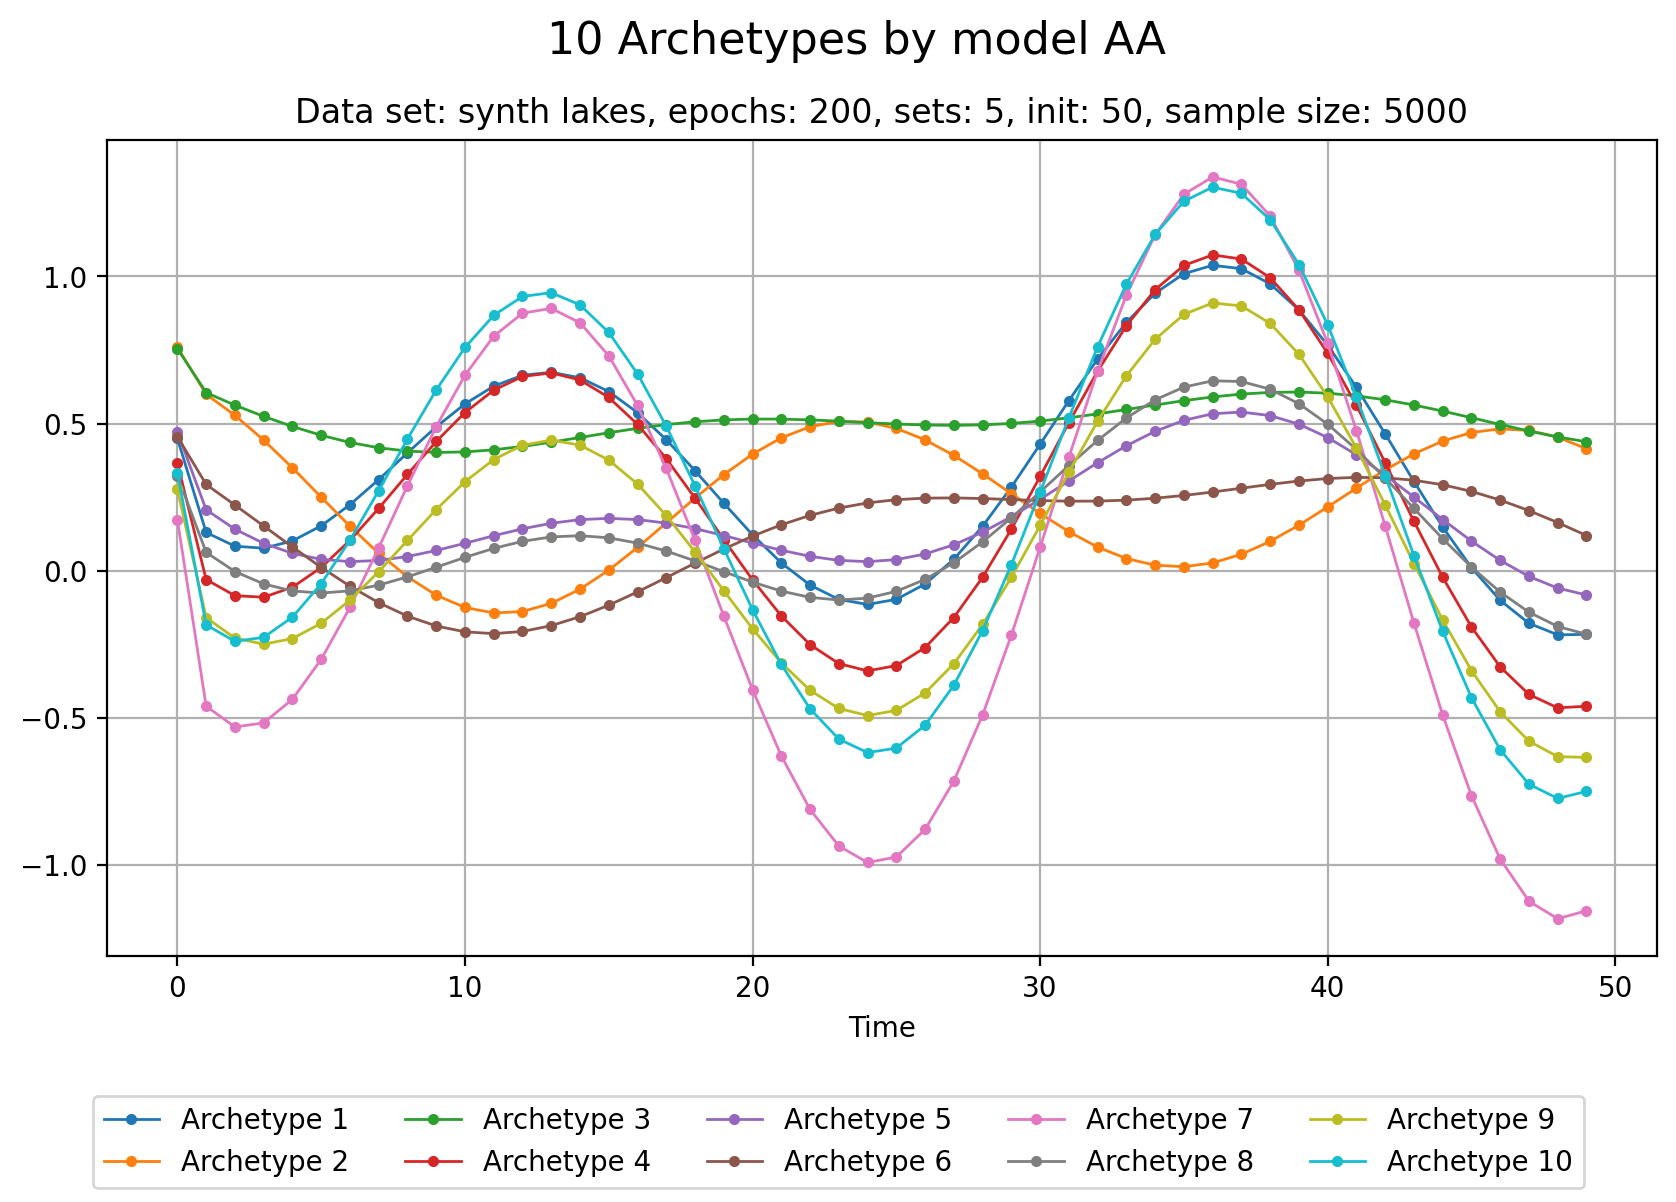 10 Archetypes by model AA
Data set: synth lakes, epochs: 200, sets: 5, init: 50, sample size: 5000
1.0
0.5
0.0
−0.5
−1.0
0 10 20 30 40 50
Time
Archetype 1 Archetype 3 Archetype 5 Archetype 7 Archetype 9
Archetype 2 Archetype 4 Archetype 6 Archetype 8 Archetype 10